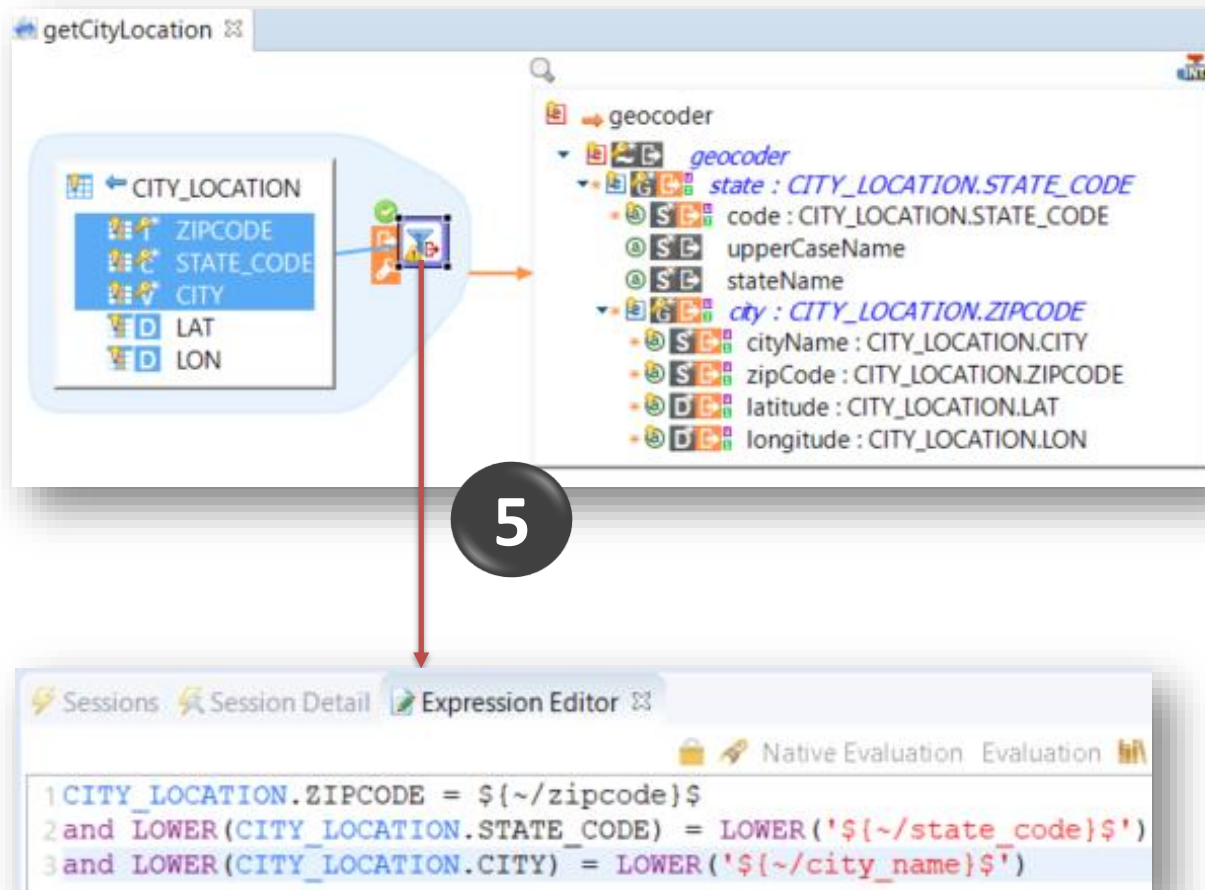 getCityLocation
INT
geocoder
geocoder
CITY_LOCATION
state : CITY_LOCATION.STATE_CODE
ZIPCODE
code : CITY_LOCATION.STATE_CODE
STATE_CODE
upperCaseName
CITY
stateName
LAT
city : CITY_LOCATION.ZIPCODE
LON
cityName : CITY_LOCATION.CITY
zipCode : CITY_LOCATION.ZIPCODE
latitude : CITY_LOCATION.LAT
longitude : CITY_LOCATION.LON
5
Sessions Session Detail Expression Editor
Native Evaluation Evaluation
1 CITY_LOCATION.ZIPCODE = ${~/zipcode}$
2 and LOWER(CITY_LOCATION.STATE_CODE) = LOWER('${~/state_code}$')
3 and LOWER(CITY_LOCATION.CITY) = LOWER('${~/city_name}$')